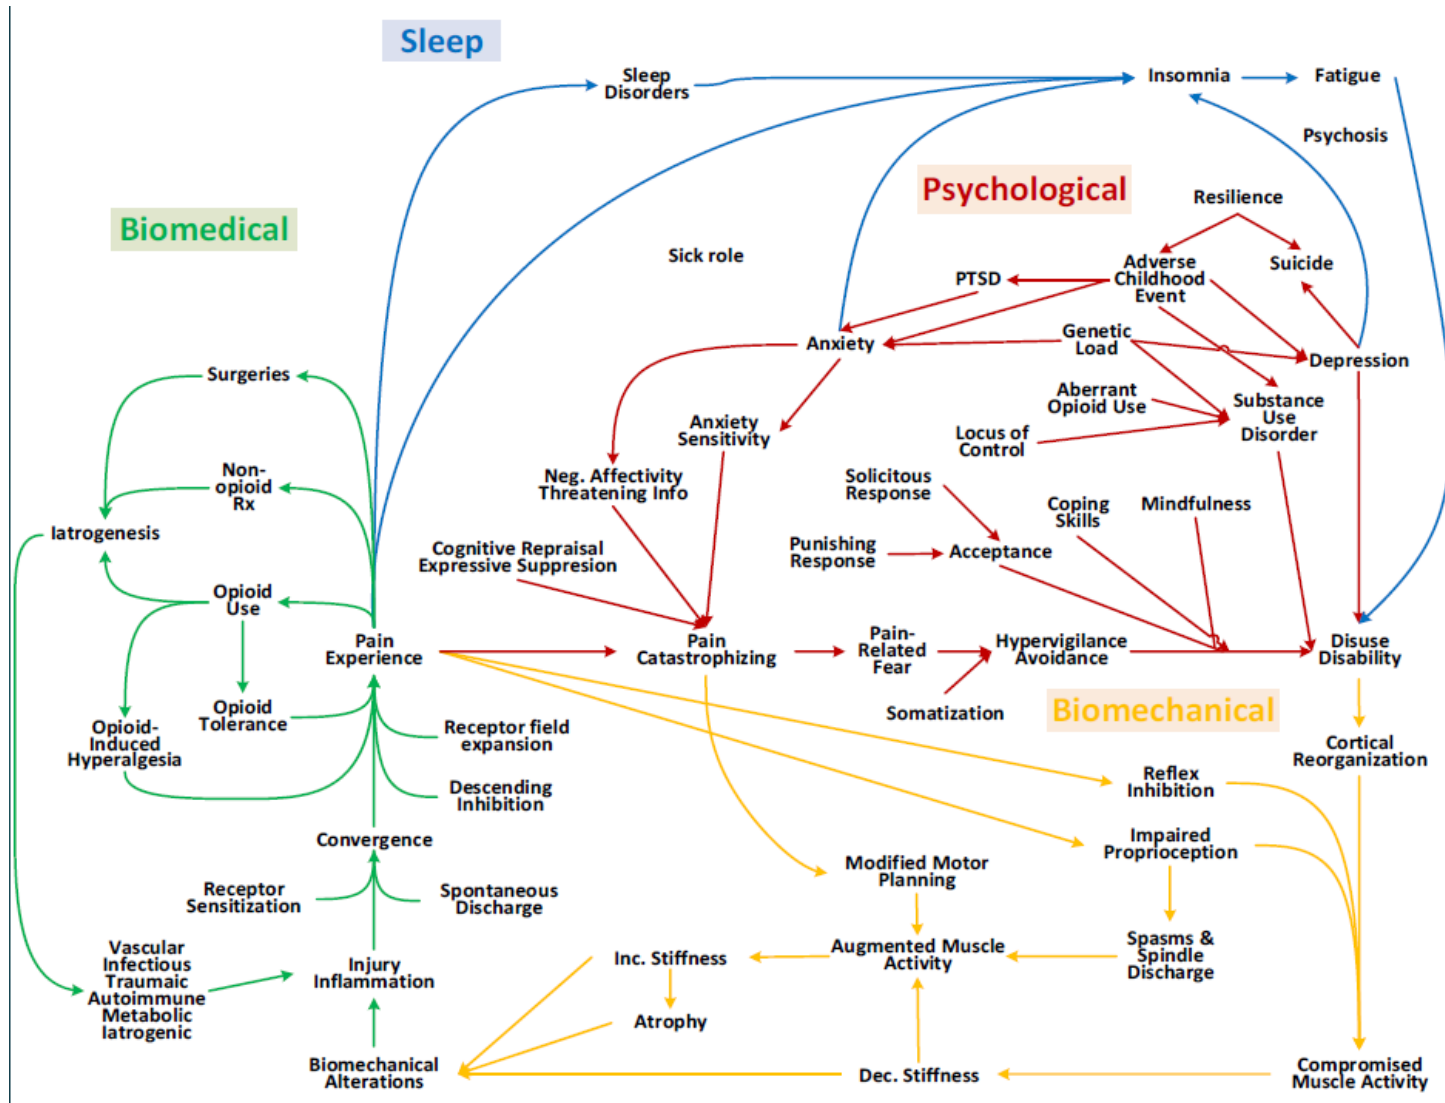 Sleep
Sleep
Disorders
Insomnia
Fatigue
Psychosis
Psychological
Resilience
Biomedical
Sick role
PTSD
Adverse
Childhood
Event
Suicide
Anxiety
Genetic
Load
Depression
Surgeries
Aberrant
Opioid Use
Substance
Use
Disorder
Anxiety
Sensitivity
Locus of
Control
Non-
opioid
Rx
Neg. Affectivity
Threatening Info
Solicitous
Response
Coping
Skills
Mindfulness
Iatrogenesis
Cognitive Repraisal
Expressive Suppresion
Punishing
Response
Acceptance
Opioid
Use
Pain
Experience
Pain
Catastrophizing
Pain-
Related
Fear
Hypervigilance
Avoidance
Disuse
Disability
Opioid
Tolerance
Somatization
Biomechanical
Opioid-
Induced
Hyperalgesia
Receptor field
expansion
Cortical
Reorganization
Descending
Inhibition
Reflex
Inhibition
Convergence
Impaired
Proprioception
Modified Motor
Planning
Receptor
Sensitization
Spontaneous
Discharge
Vascular
Infectious
Traumaic
Autoimmune
Metabolic
Iatrogenic
Injury
Inflammation
Inc. Stiffness
Augmented Muscle
Activity
Spasms &
Spindle
Discharge
Atrophy
Biomechanical
Alterations
Dec. Stiffness
Compromised
Muscle Activity